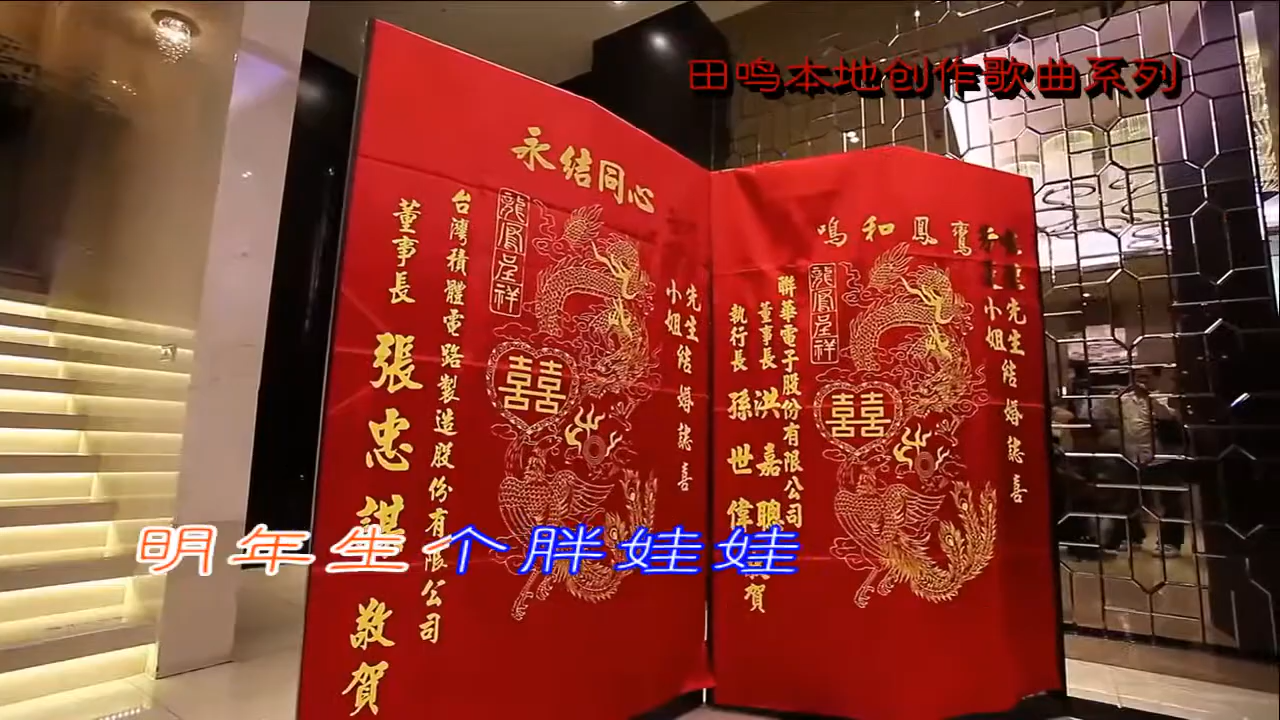 田鸣本地创作歌曲系列
永结同心
先生
小姐
结婚誌喜
龍鳳呈祥
囍
台灣積體電路製造股份有限公司
董事長 張忠謀 敬賀
鳴和鳳鸞
先生
小姐
結婚誌喜
龍鳳呈祥
囍
聯華電子股份有限公司
董事長 洪嘉聰
執行長 孫世偉
賀
明年生个胖娃娃